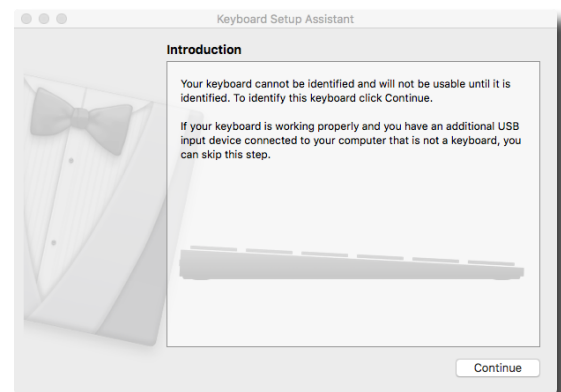 Keyboard Setup Assistant
Introduction
Your keyboard cannot be identified and will not be usable until it is
identified. To identify this keyboard click Continue.
If your keyboard is working properly and you have an additional USB
input device connected to your computer that is not a keyboard, you
can skip this step.
Continue